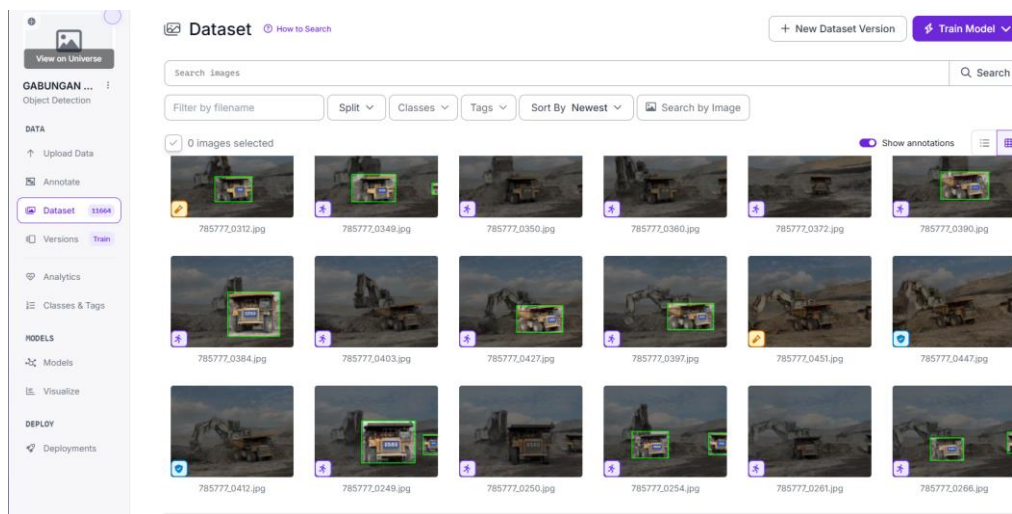 View on Universe
GABUNGAN ...
Object Detection
DATA
Upload Data
Annotate
Dataset 11664
Versions Train
Analytics
Classes & Tags
MODELS
Models
Visualize
DEPLOY
Deployments
Dataset How to Search
+ New Dataset Version Train Model
Search images Search
Filter by filename Split Classes Tags Sort By Newest Search by Image
0 images selected Show annotations
785777_0312.jpg 785777_0349.jpg 785777_0350.jpg 785777_0360.jpg 785777_0372.jpg 785777_0390.jpg
785777_0384.jpg 785777_0403.jpg 785777_0427.jpg 785777_0397.jpg 785777_0451.jpg 785777_0447.jpg
785777_0412.jpg 785777_0249.jpg 785777_0250.jpg 785777_0254.jpg 785777_0261.jpg 785777_0266.jpg